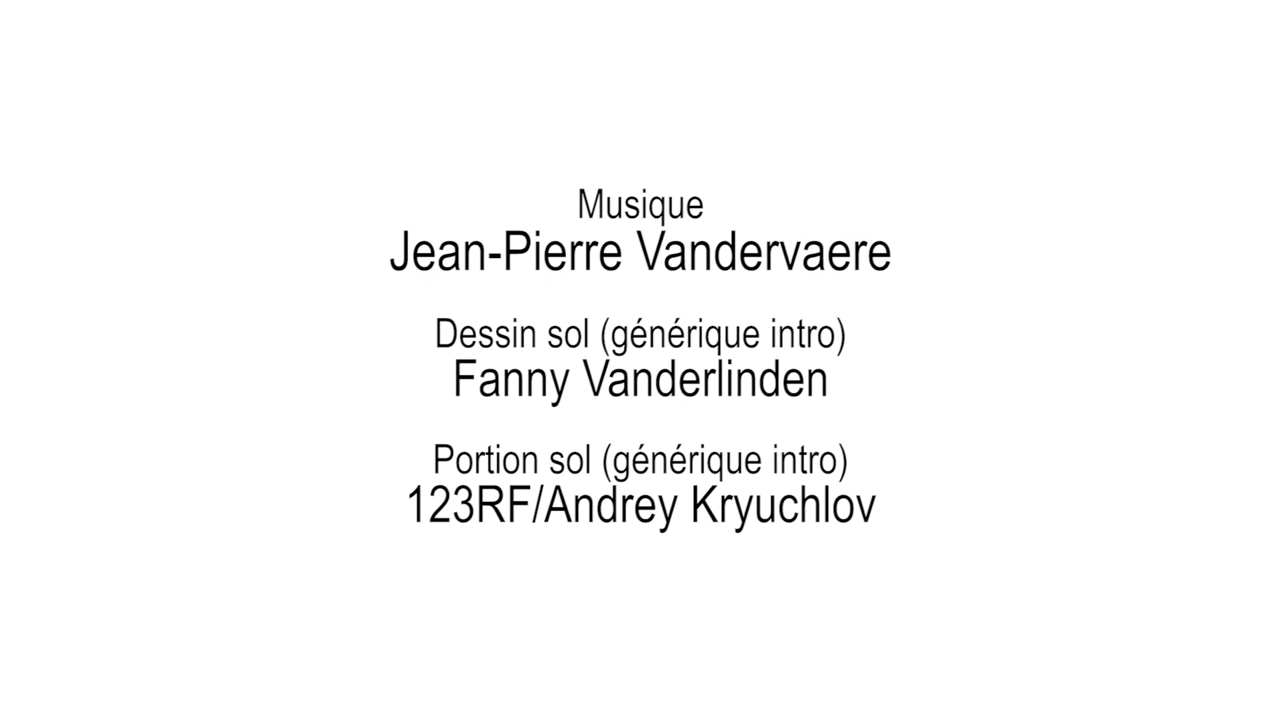 Musique
Jean-Pierre Vandervaere
Dessin sol (générique intro)
Fanny Vanderlinden
Portion sol (générique intro)
123RF/Andrey Kryuchlov